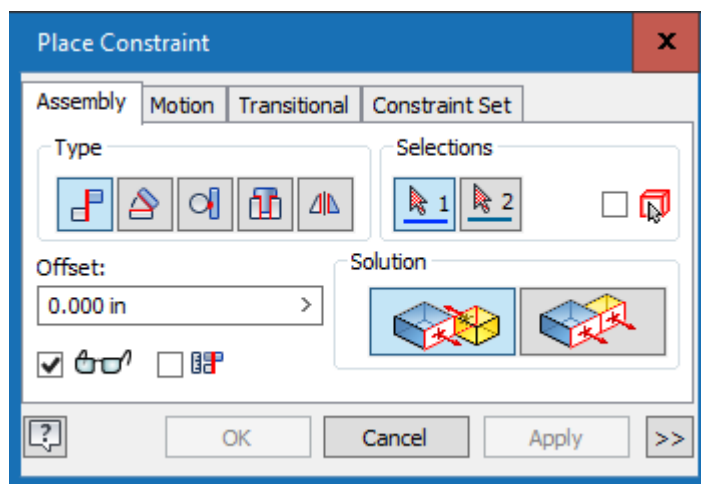 Place Constraint
x
Assembly Motion Transitional Constraint Set
Type
Selections
1 2
Offset:
Solution
0.000 in >
? OK Cancel Apply >>